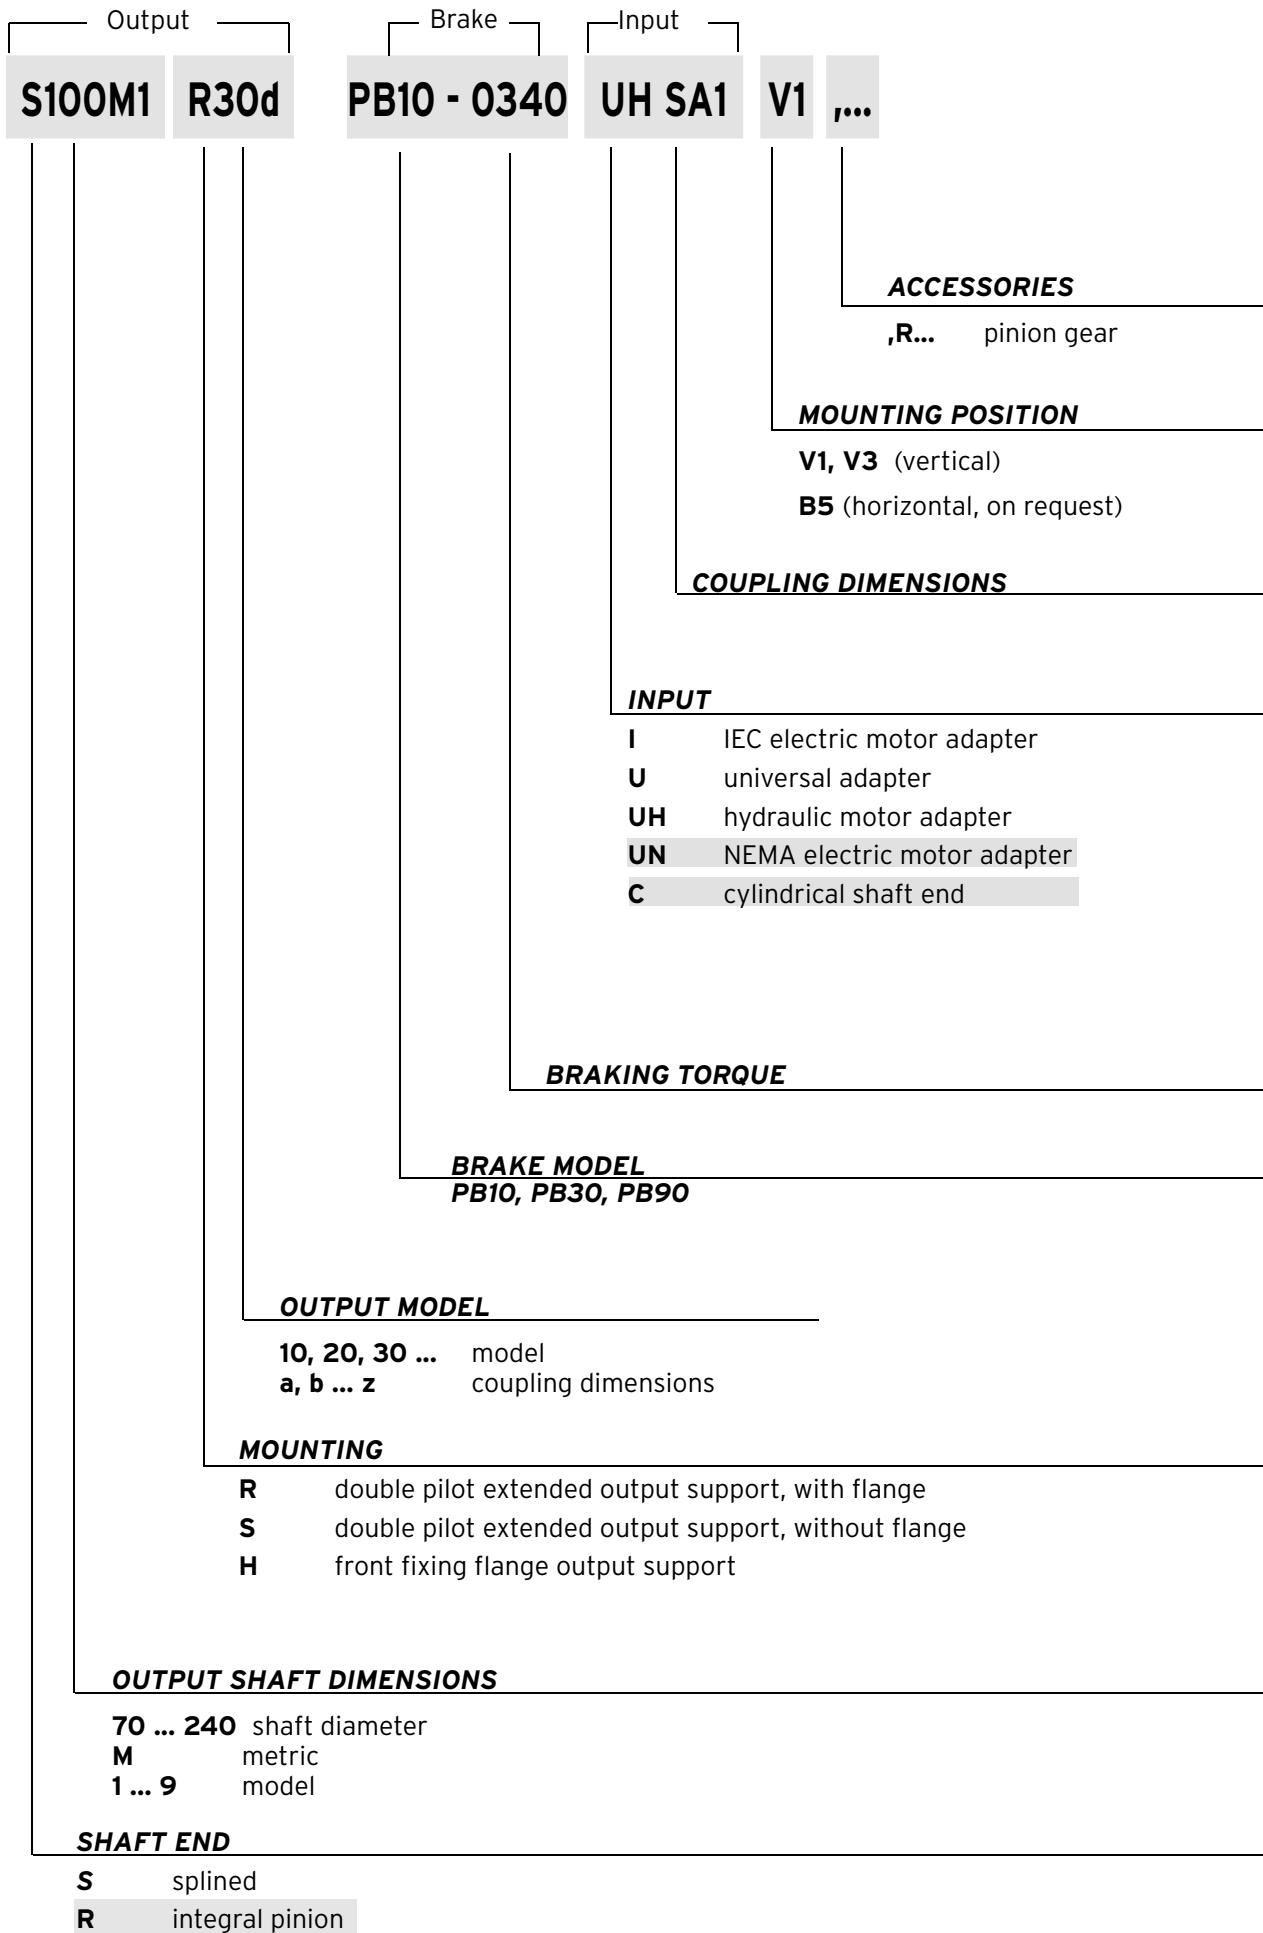 Output Brake Input
S100M1 R30d PB10 - 0340 UH SA1 V1 ,...
ACCESSORIES
,R... pinion gear
MOUNTING POSITION
V1, V3 (vertical)
B5 (horizontal, on request)
COUPLING DIMENSIONS
INPUT
I IEC electric motor adapter
U universal adapter
UH hydraulic motor adapter
UN NEMA electric motor adapter
C cylindrical shaft end
BRAKING TORQUE
BRAKE MODEL
PB10, PB30, PB90
OUTPUT MODEL
10, 20, 30 ... model
a, b ... z coupling dimensions
MOUNTING
R double pilot extended output support, with flange
S double pilot extended output support, without flange
H front fixing flange output support
OUTPUT SHAFT DIMENSIONS
70 ... 240 shaft diameter
M metric
1 ... 9 model
SHAFT END
S splined
R integral pinion